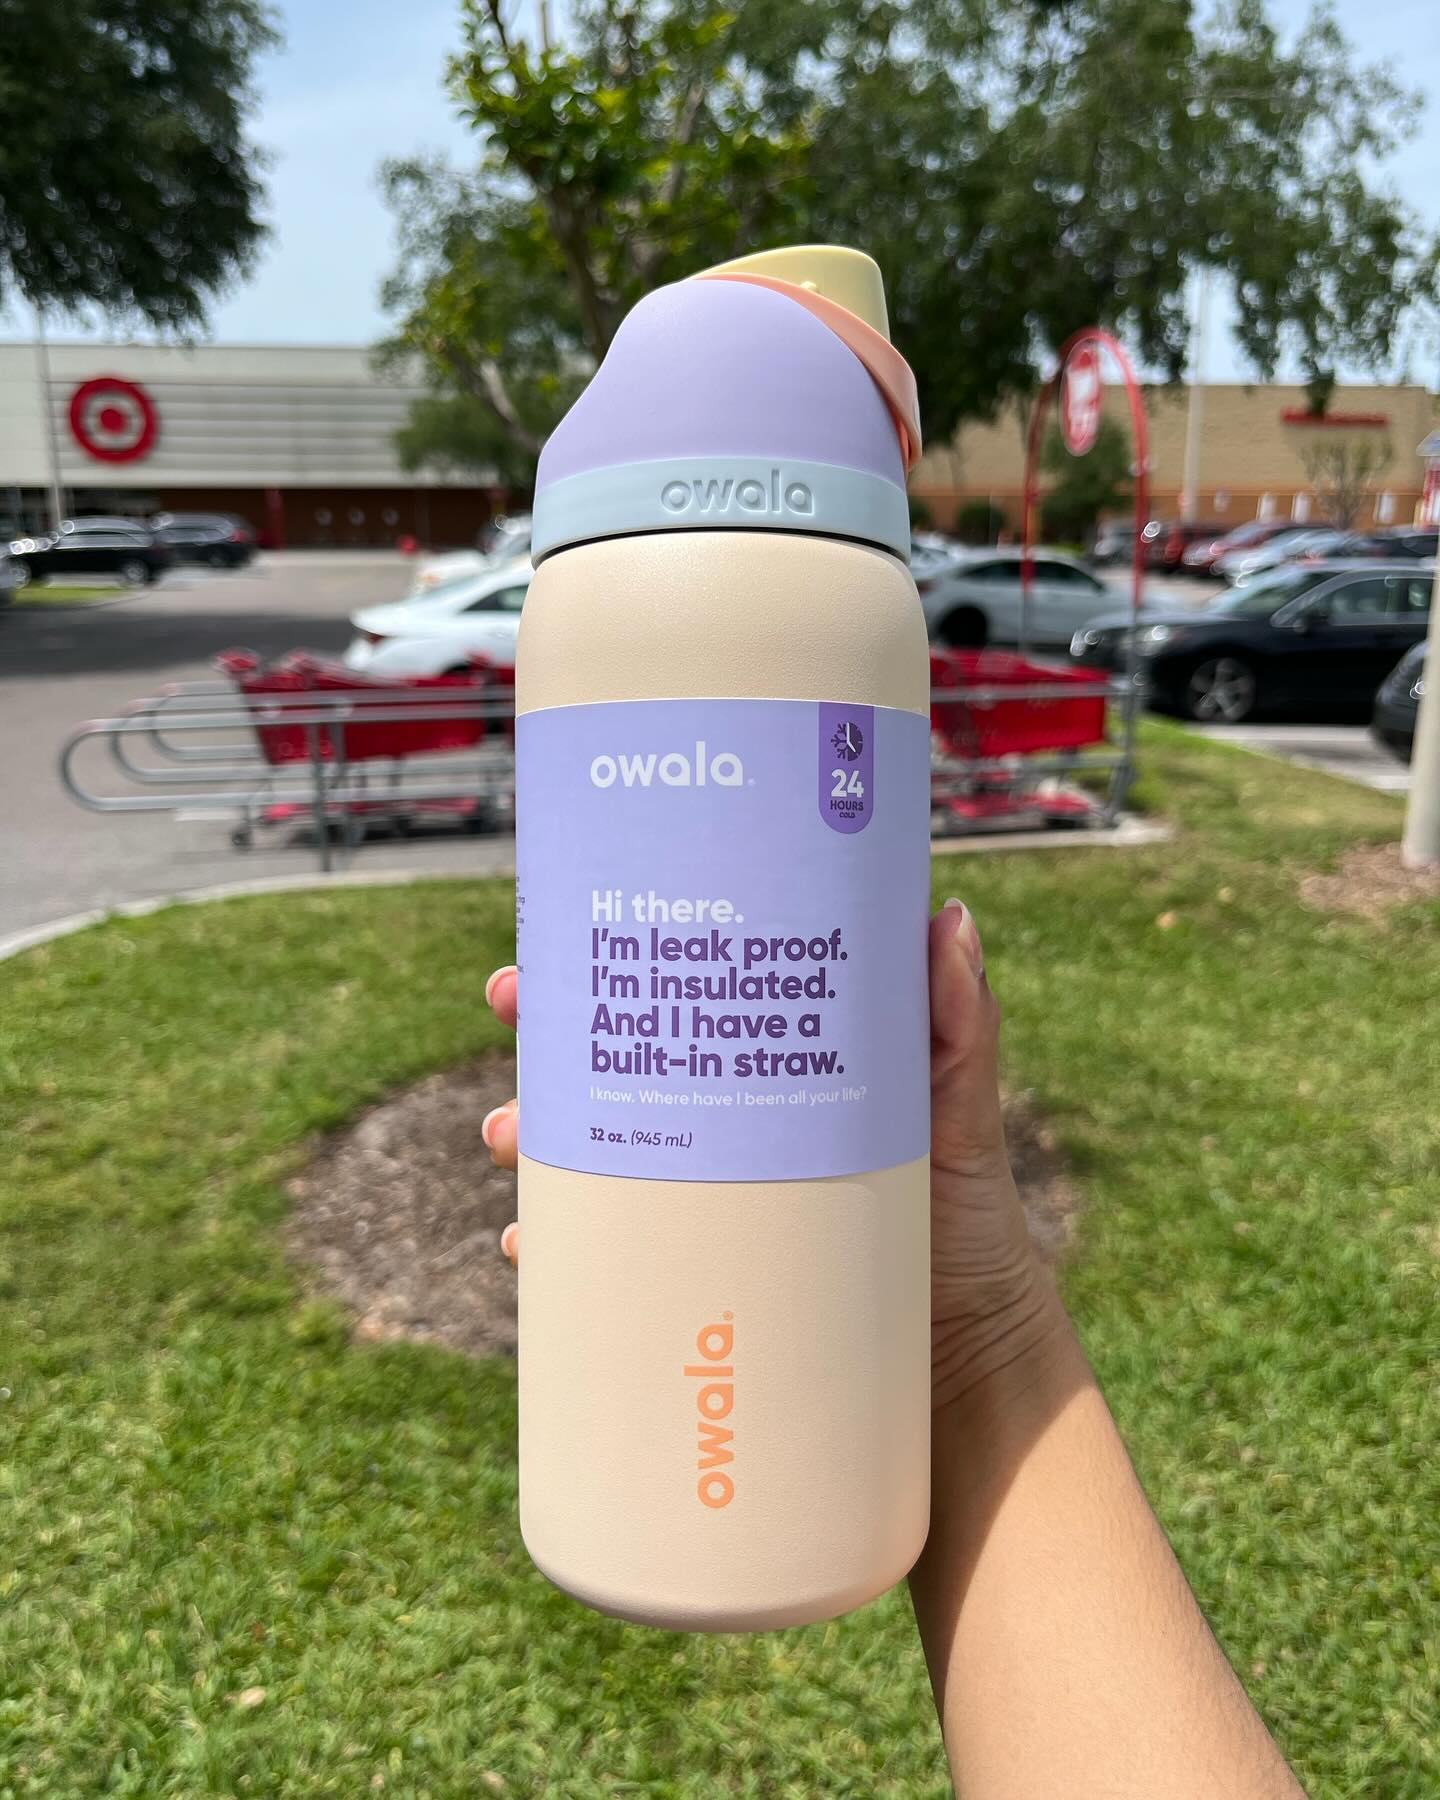 owala
owala®
24
HOURS
COLD
Hi there.
I'm leak proof.
I'm insulated.
And I have a
built-in straw.
I know. Where have I been all your life?
32 oz. (945 mL)
owala®